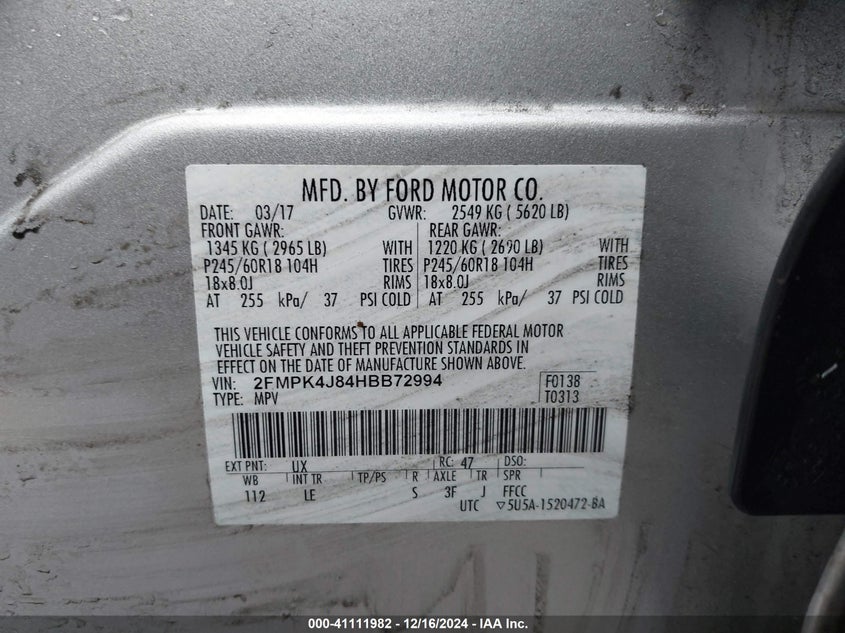 MFD. BY FORD MOTOR CO.
DATE: 03/17 GVWR: 2549 KG ( 5620 LB)
FRONT GAWR: REAR GAWR:
1345 KG ( 2965 LB) WITH 1220 KG ( 2690 LB) WITH
P245/60R18 104H TIRES P245/60R18 104H TIRES
18x8.0J RIMS 18x8.0J RIMS
AT 255 kPa/ 37 PSI COLD AT 255 kPa/ 37 PSI COLD
THIS VEHICLE CONFORMS TO ALL APPLICABLE FEDERAL MOTOR
VEHICLE SAFETY AND THEFT PREVENTION STANDARDS IN
EFFECT ON THE DATE OF MANUFACTURE SHOWN ABOVE.
VIN: 2FMPK4J84HBB72994 F0138
TYPE: MPV T0313
EXT PNT: UX RC: 47 DSO:
WB INT TR TP/PS R AXLE TR SPR
112 LE S 3F J FFCC
UTC ▽5U5A-1520472-BA
000-41111982 - 12/16/2024 - IAA Inc.